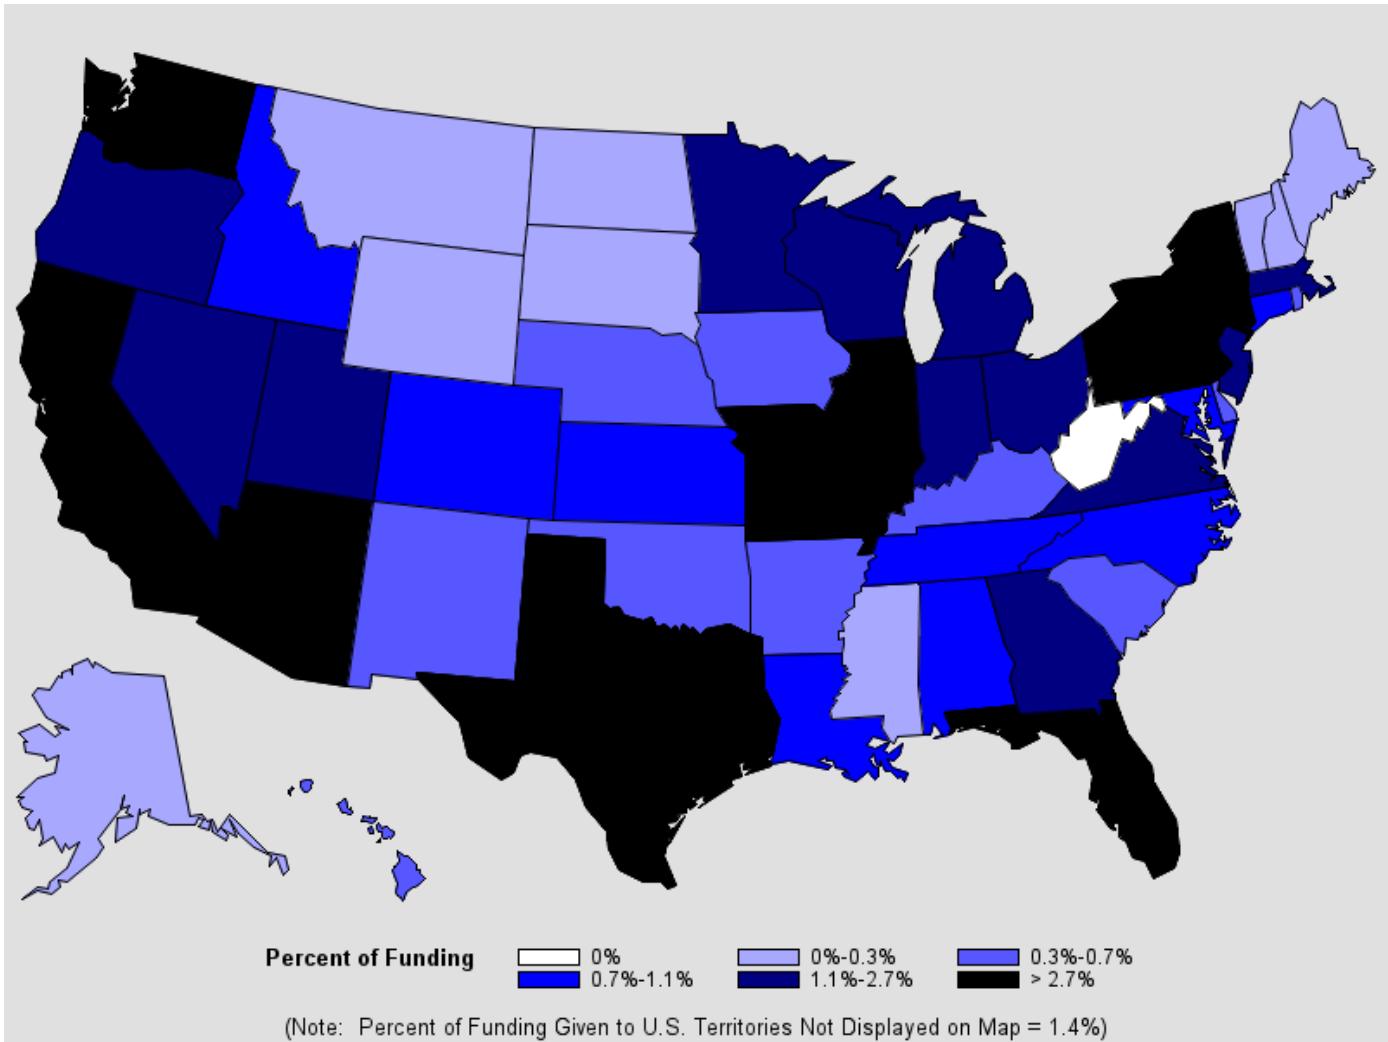 Percent of Funding 0% 0%-0.3% 0.3%-0.7%
0.7%-1.1% 1.1%-2.7% > 2.7%
(Note: Percent of Funding Given to U.S. Territories Not Displayed on Map = 1.4%)